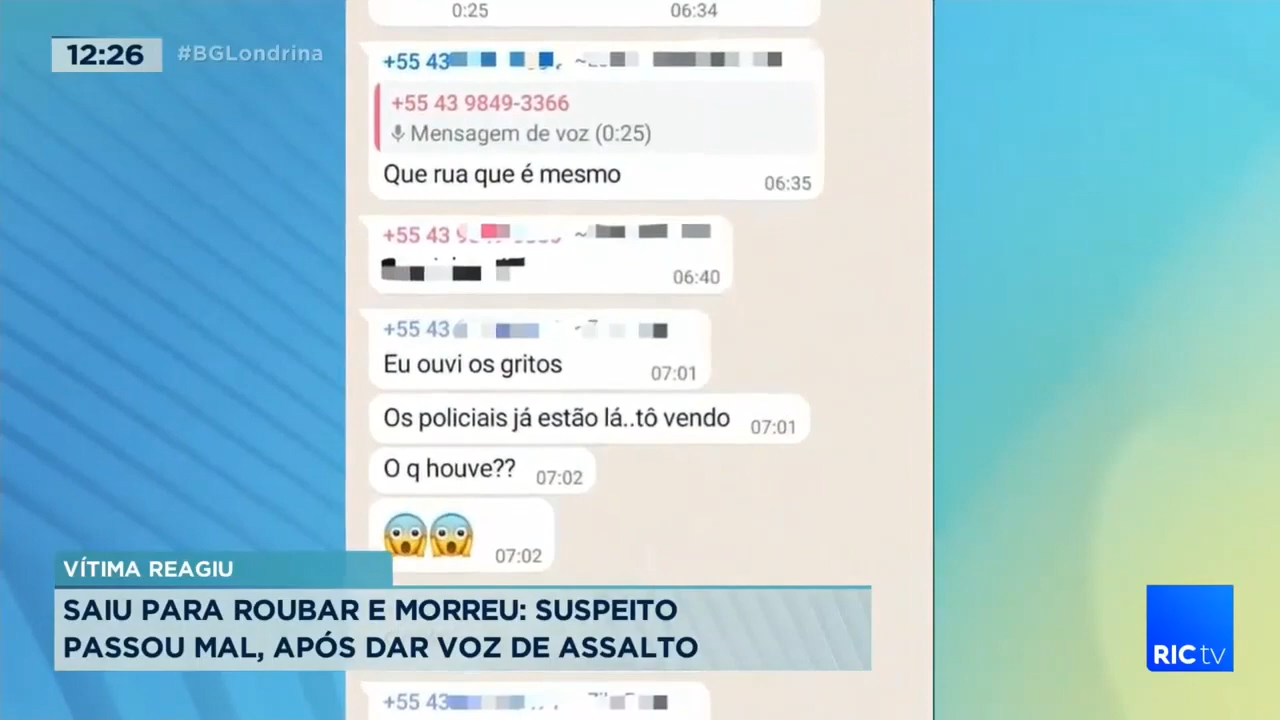 0:25 06:34
12:26 #BGLondrina
+55 43
+55 43 9849-3366
Mensagem de voz (0:25)
Que rua que é mesmo 06:35
+55 43
06:40
+55 43
Eu ouvi os gritos 07:01
Os policiais já estão lá..tô vendo 07:01
O q houve?? 07:02
07:02
VÍTIMA REAGIU
SAIU PARA ROUBAR E MORREU: SUSPEITO
PASSOU MAL, APÓS DAR VOZ DE ASSALTO
RIC tv
+55 43